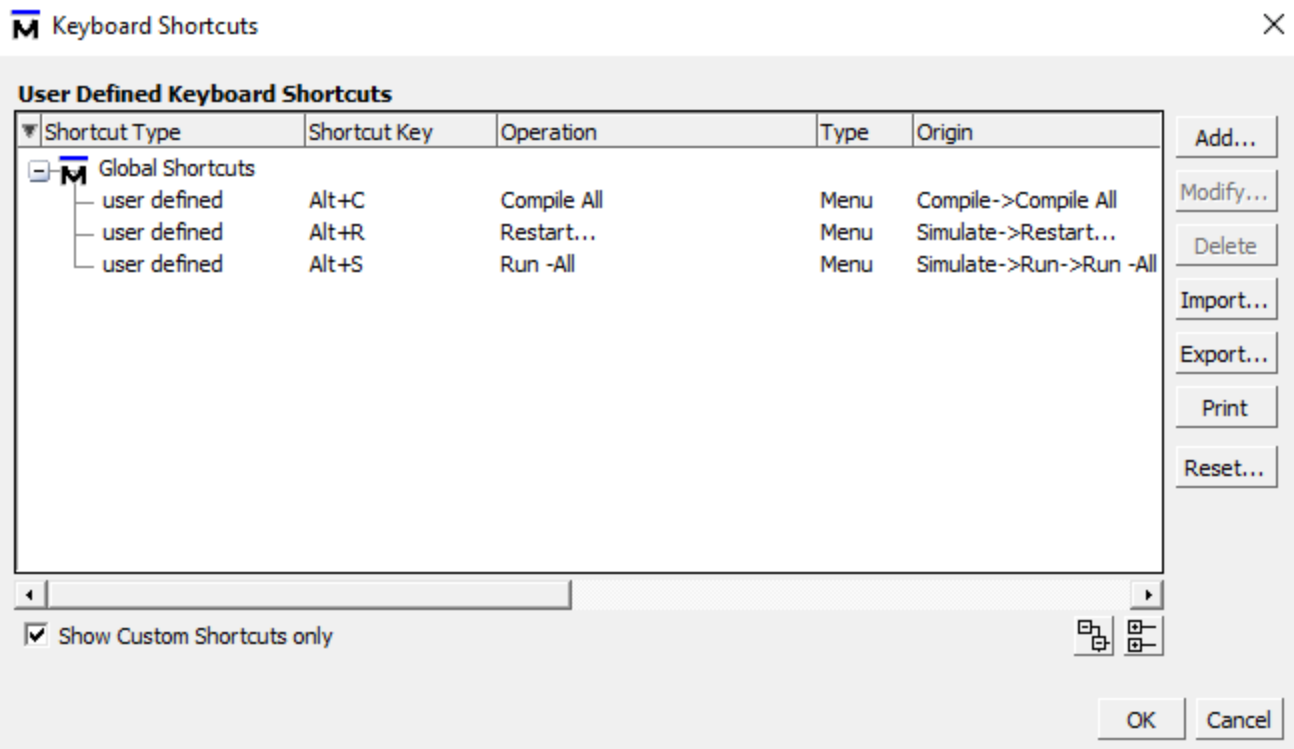 Keyboard Shortcuts
User Defined Keyboard Shortcuts
Shortcut Type Shortcut Key Operation Type Origin
Global Shortcuts
user defined Alt+C Compile All Menu Compile->Compile All
user defined Alt+R Restart... Menu Simulate->Restart...
user defined Alt+S Run -All Menu Simulate->Run->Run -All
Add...
Modify...
Delete
Import...
Export...
Print
Reset...
Show Custom Shortcuts only
OK Cancel